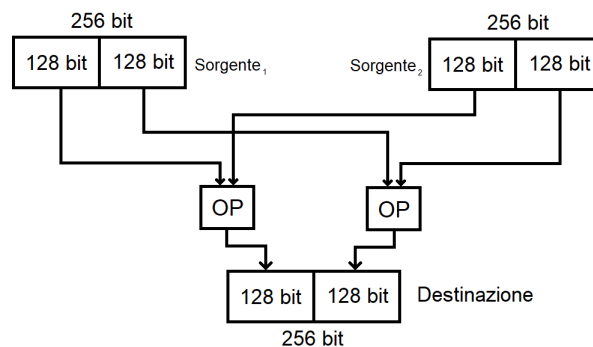 256 bit
256 bit
128 bit 128 bit Sorgente₁
Sorgente₂ 128 bit 128 bit
OP
OP
128 bit 128 bit Destinazione
256 bit